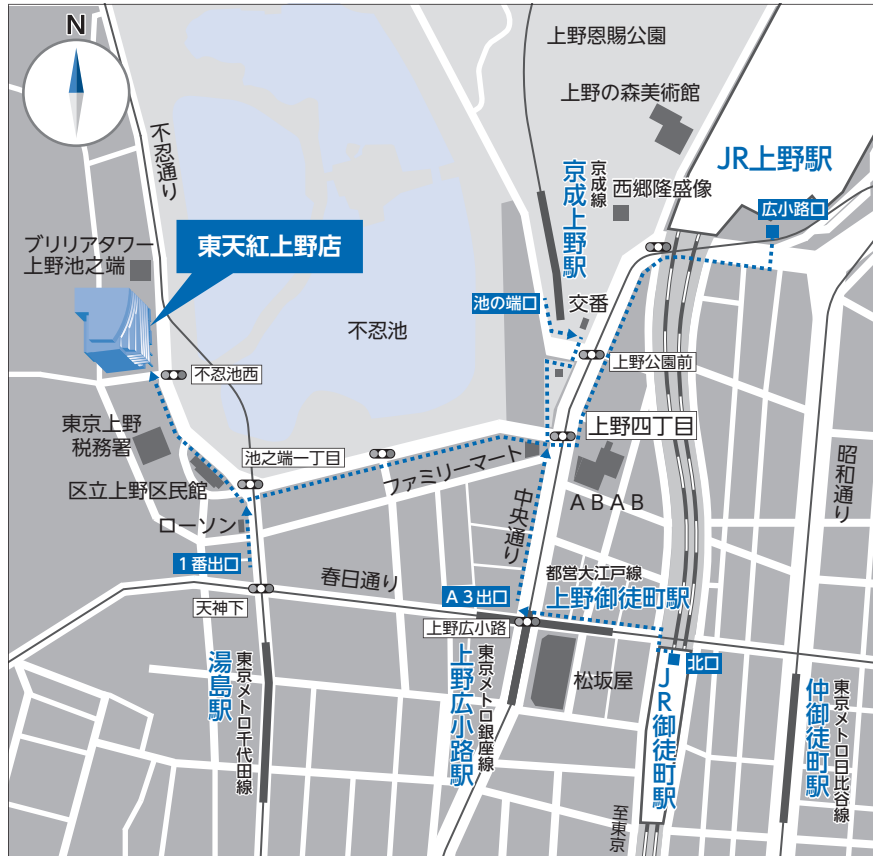 N
上野恩賜公園
上野の森美術館
JR上野駅
不忍通り
京成線
京成上野駅
西郷隆盛像
広小路口
ブリリアタワー
上野池之端
東天紅上野店
池の端口
交番
不忍池
上野公園前
不忍池西
東京上野
税務署
上野四丁目
池之端一丁目
昭和通り
区立上野区民館
ファミリーマート
中央通り
ABAB
ローソン
1番出口
春日通り
都営大江戸線
A3出口
上野御徒町駅
天神下
上野広小路
北口
湯島駅
東京メトロ千代田線
上野広小路駅
東京メトロ銀座線
松坂屋
JR御徒町駅
仲御徒町駅
東京メトロ日比谷線
至東京